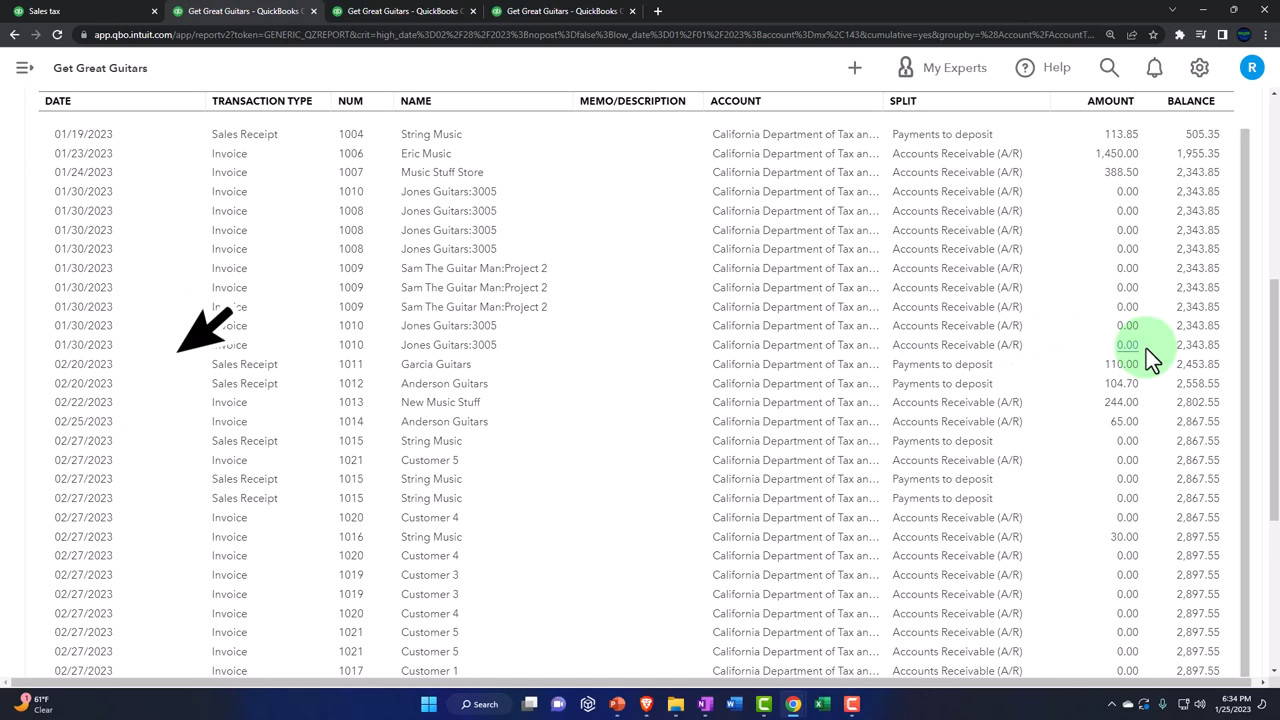 Sales tax
Get Great Guitars - QuickBooks C
Get Great Guitars - QuickBooks C
Get Great Guitars - QuickBooks C
app.qbo.intuit.com/app/reportv2?token=GENERIC_QZREPORT&crit=high_date%3D02%2F28%2F2023%3Bnopost%3Dfalse%3Blow_date%3D01%2F01%2F2023%3Baccount%3Dmx%2C143&cumulative=yes&groupby=%28Account%2FAccountT...
Get Great Guitars
My Experts
Help
R
DATE TRANSACTION TYPE NUM NAME MEMO/DESCRIPTION ACCOUNT SPLIT AMOUNT BALANCE
01/19/2023 Sales Receipt 1004 String Music California Department of Tax an... Payments to deposit 113.85 505.35
01/23/2023 Invoice 1006 Eric Music California Department of Tax an... Accounts Receivable (A/R) 1,450.00 1,955.35
01/24/2023 Invoice 1007 Music Stuff Store California Department of Tax an... Accounts Receivable (A/R) 388.50 2,343.85
01/30/2023 Invoice 1010 Jones Guitars:3005 California Department of Tax an... Accounts Receivable (A/R) 0.00 2,343.85
01/30/2023 Invoice 1008 Jones Guitars:3005 California Department of Tax an... Accounts Receivable (A/R) 0.00 2,343.85
01/30/2023 Invoice 1008 Jones Guitars:3005 California Department of Tax an... Accounts Receivable (A/R) 0.00 2,343.85
01/30/2023 Invoice 1008 Jones Guitars:3005 California Department of Tax an... Accounts Receivable (A/R) 0.00 2,343.85
01/30/2023 Invoice 1009 Sam The Guitar Man:Project 2 California Department of Tax an... Accounts Receivable (A/R) 0.00 2,343.85
01/30/2023 Invoice 1009 Sam The Guitar Man:Project 2 California Department of Tax an... Accounts Receivable (A/R) 0.00 2,343.85
01/30/2023 Invoice 1009 Sam The Guitar Man:Project 2 California Department of Tax an... Accounts Receivable (A/R) 0.00 2,343.85
01/30/2023 Invoice 1010 Jones Guitars:3005 California Department of Tax an... Accounts Receivable (A/R) 0.00 2,343.85
01/30/2023 Invoice 1010 Jones Guitars:3005 California Department of Tax an... Accounts Receivable (A/R) 0.00 2,343.85
02/20/2023 Sales Receipt 1011 Garcia Guitars California Department of Tax an... Payments to deposit 110.00 2,453.85
02/20/2023 Sales Receipt 1012 Anderson Guitars California Department of Tax an... Payments to deposit 104.70 2,558.55
02/22/2023 Invoice 1013 New Music Stuff California Department of Tax an... Accounts Receivable (A/R) 244.00 2,802.55
02/25/2023 Invoice 1014 Anderson Guitars California Department of Tax an... Accounts Receivable (A/R) 65.00 2,867.55
02/27/2023 Sales Receipt 1015 String Music California Department of Tax an... Payments to deposit 0.00 2,867.55
02/27/2023 Invoice 1021 Customer 5 California Department of Tax an... Accounts Receivable (A/R) 0.00 2,867.55
02/27/2023 Sales Receipt 1015 String Music California Department of Tax an... Payments to deposit 0.00 2,867.55
02/27/2023 Sales Receipt 1015 String Music California Department of Tax an... Payments to deposit 0.00 2,867.55
02/27/2023 Invoice 1020 Customer 4 California Department of Tax an... Accounts Receivable (A/R) 0.00 2,867.55
02/27/2023 Invoice 1016 String Music California Department of Tax an... Accounts Receivable (A/R) 30.00 2,897.55
02/27/2023 Invoice 1020 Customer 4 California Department of Tax an... Accounts Receivable (A/R) 0.00 2,897.55
02/27/2023 Invoice 1019 Customer 3 California Department of Tax an... Accounts Receivable (A/R) 0.00 2,897.55
02/27/2023 Invoice 1019 Customer 3 California Department of Tax an... Accounts Receivable (A/R) 0.00 2,897.55
02/27/2023 Invoice 1020 Customer 4 California Department of Tax an... Accounts Receivable (A/R) 0.00 2,897.55
02/27/2023 Invoice 1021 Customer 5 California Department of Tax an... Accounts Receivable (A/R) 0.00 2,897.55
02/27/2023 Invoice 1021 Customer 5 California Department of Tax an... Accounts Receivable (A/R) 0.00 2,897.55
02/27/2023 Invoice 1017 Customer 1 California Department of Tax an... Accounts Receivable (A/R) 0.00 2,897.55
61°F
Clear
Search
6:34 PM
1/25/2023